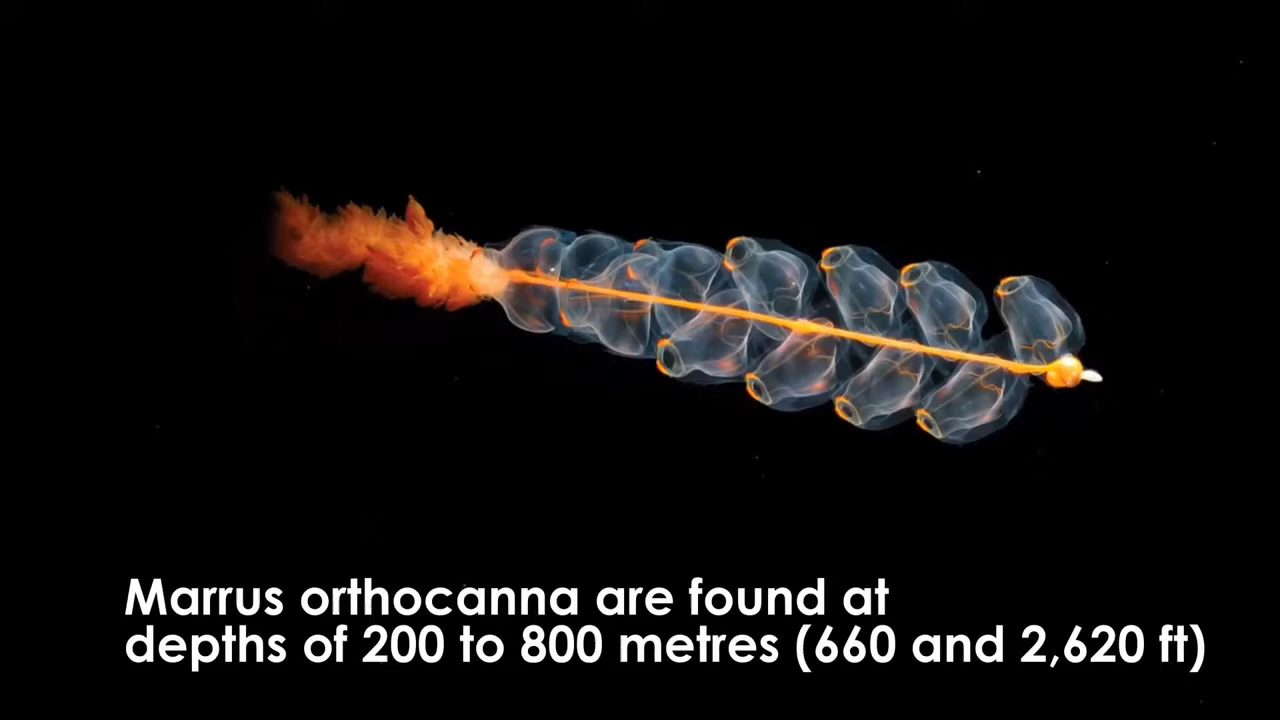 Marrus orthocanna are found at
depths of 200 to 800 metres (660 and 2,620 ft)